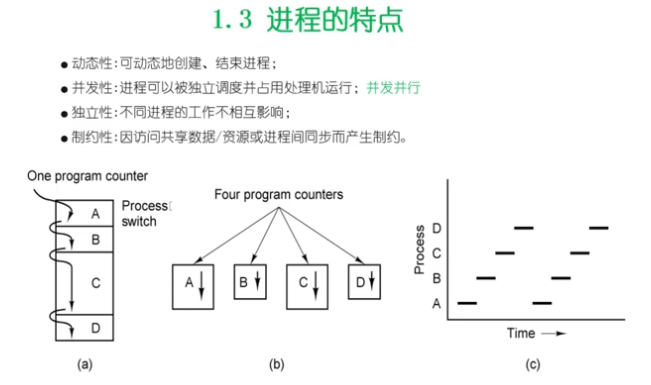 1.3 进程的特点
● 动态性:可动态地创建、结束进程；
● 并发性:进程可以被独立调度并占用处理机运行；并发并行
● 独立性:不同进程的工作不相互影响；
● 制约性:因访问共享数据/资源或进程间同步而产生制约。
One program counter
Process
switch
A
B
C
D
(a)
Four program counters
A
B
C
D
(b)
Process
D
C
B
A
Time
(c)